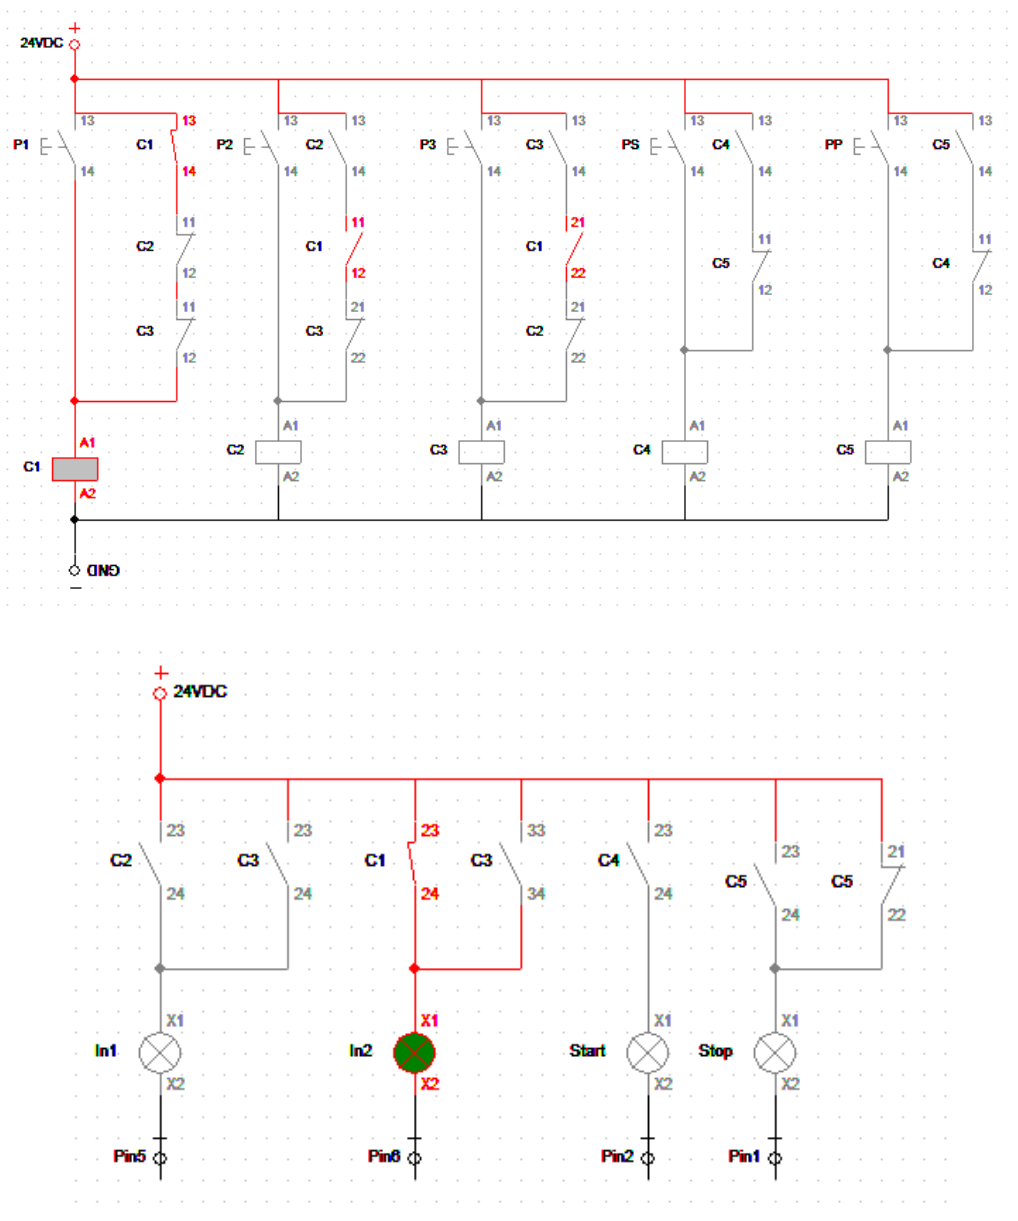 +
24VDC
13 13 13 13 13 13 13 13 13 13
P1 C1 P2 C2 P3 C3 PS C4 PP C5
14 14 14 14 14 14 14 14 14 14
11 11 21
C2 C1 C1
12 12 22
11 11
C5 C4
12 12
11 21 21
C3 C3 C2
12 22 22
A1 A1 A1 A1 A1
C1 C2 C3 C4 C5
A2 A2 A2 A2 A2
GND
–
+
24VDC
23 23 23 33 23 23 21
C2 C3 C1 C3 C4 C5 C5
24 24 24 34 24 24 22
X1 X1 X1 X1
In1 In2 Start Stop
X2 X2 X2 X2
Pin5 Pin6 Pin2 Pin1